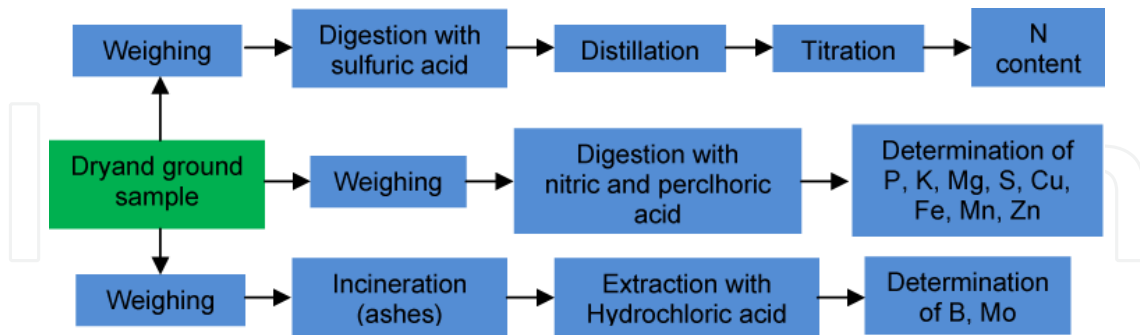 Weighing
Digestion with
sulfuric acid
Distillation
Titration
N
content
Dryand ground
sample
Weighing
Digestion with
nitric and perclhoric
acid
Determination of
P, K, Mg, S, Cu,
Fe, Mn, Zn
Weighing
Incineration
(ashes)
Extraction with
Hydrochloric acid
Determination
of B, Mo